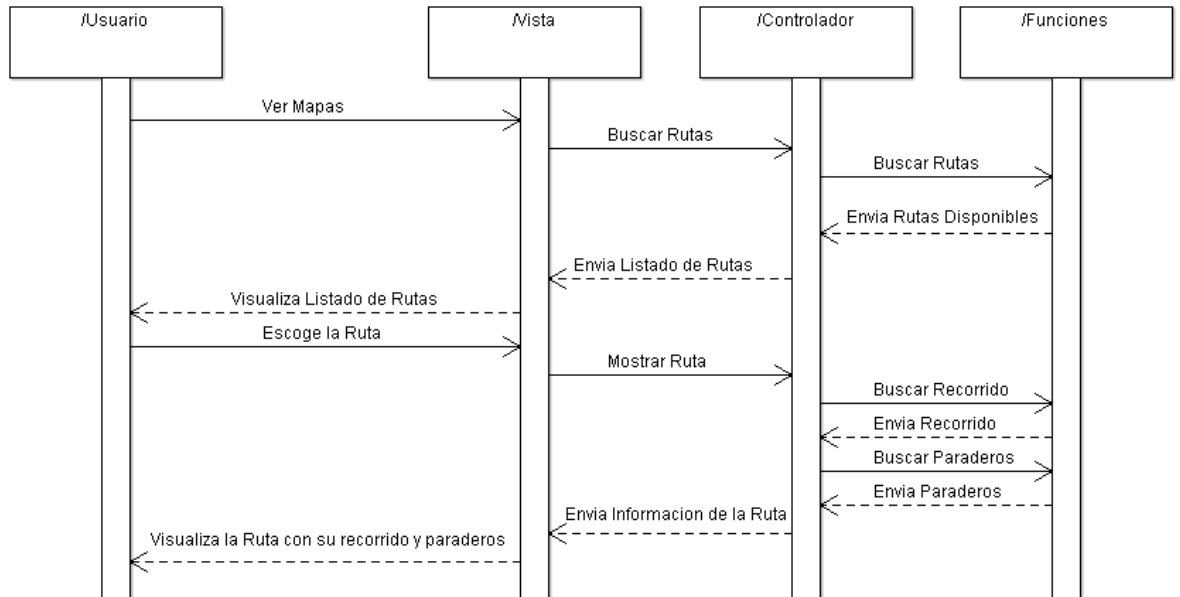 /Usuario
/Vista
/Controlador
/Funciones
Ver Mapas
Buscar Rutas
Buscar Rutas
Envia Rutas Disponibles
Envia Listado de Rutas
Visualiza Listado de Rutas
Escoge la Ruta
Mostrar Ruta
Buscar Recorrido
Envia Recorrido
Buscar Paraderos
Envia Paraderos
Envia Informacion de la Ruta
Visualiza la Ruta con su recorrido y paraderos